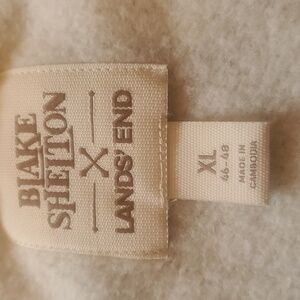 BLAKE
SHELTON
X
LANDS' END
XL
46-48
MADE IN
CAMBODIA